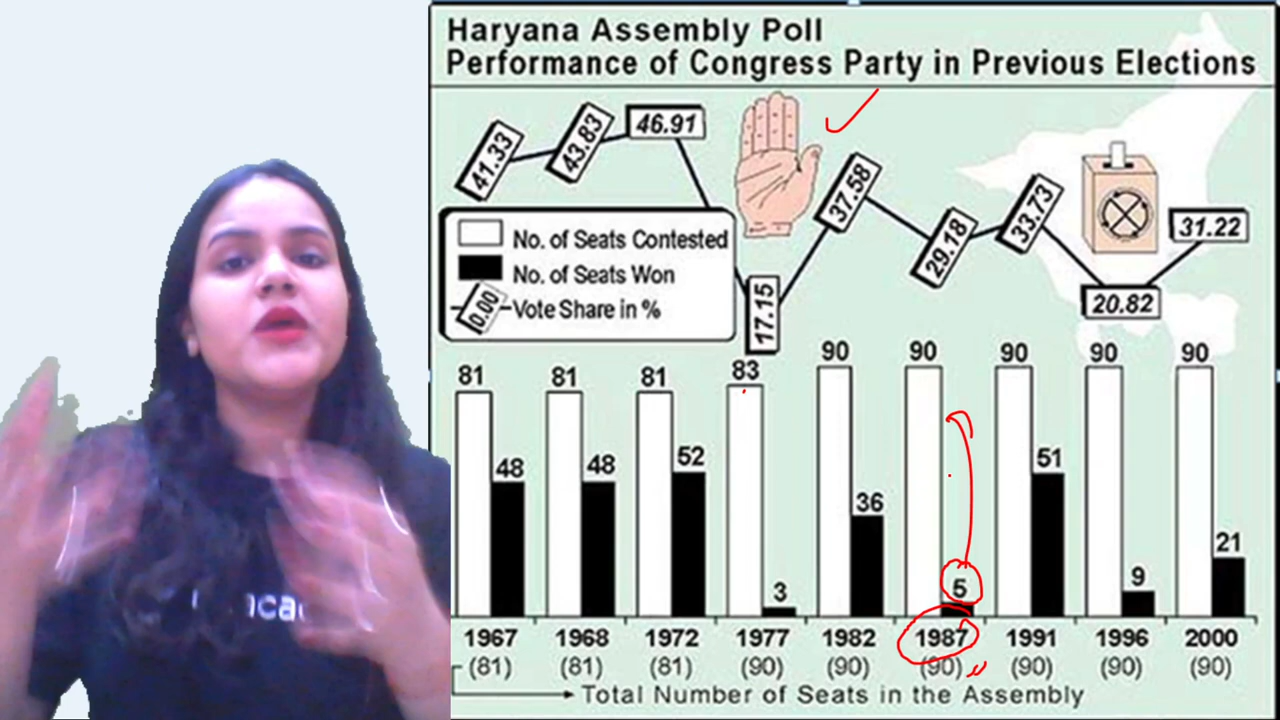 Haryana Assembly Poll
Performance of Congress Party in Previous Elections
41.33 43.83 46.91 17.15 37.58 29.18 33.73 20.82 31.22
No. of Seats Contested
No. of Seats Won
0.00 Vote Share in %
81 81 81 83 90 90 90 90 90
48 48 52 3 36 5 51 9 21
1967 1968 1972 1977 1982 1987 1991 1996 2000
(81) (81) (81) (90) (90) (90) (90) (90) (90)
Total Number of Seats in the Assembly